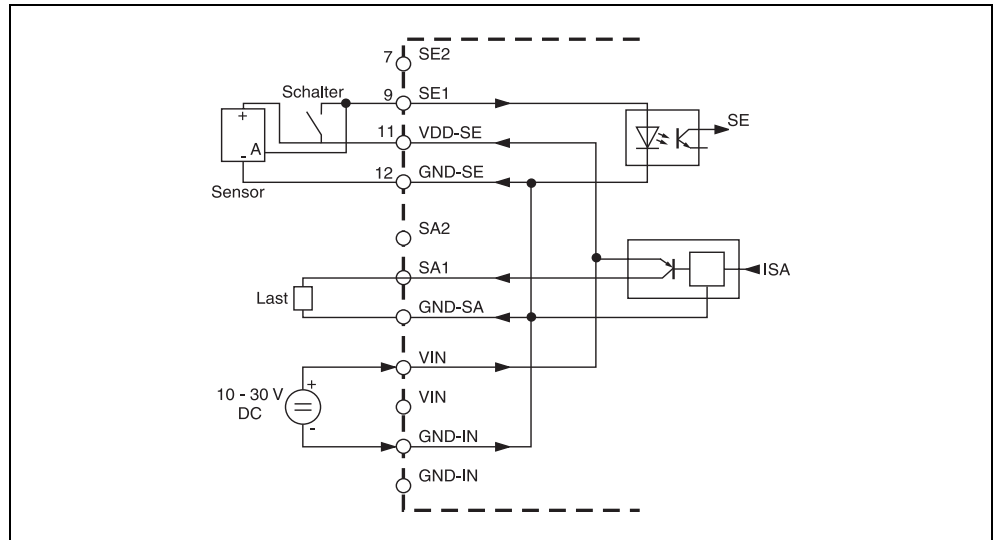 7 SE2
Schalter
9 SE1
SE
+
11 VDD-SE
- A
12 GND-SE
Sensor
SA2
SA1
ISA
Last
GND-SA
VIN
10 - 30 V
DC
+
-
VIN
GND-IN
GND-IN